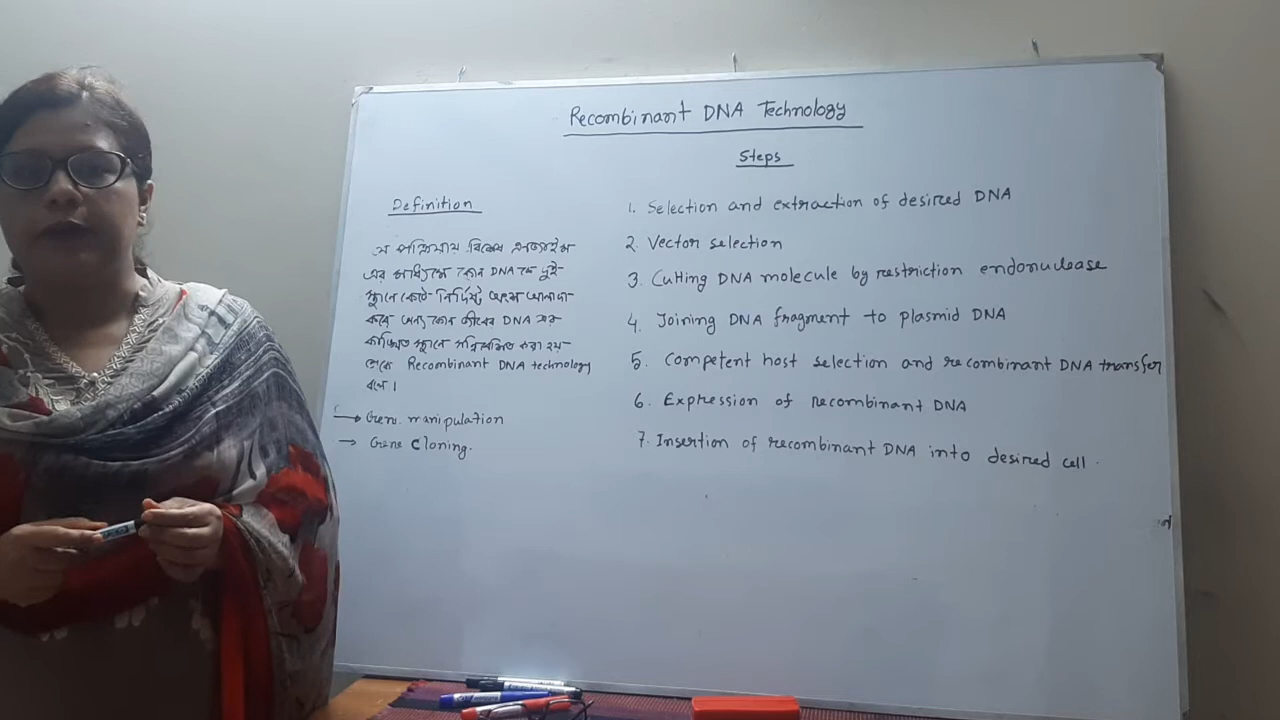 Recombinant DNA Technology
Steps
Definition
যে প্রক্রিয়ায় বিশেষ এনজাইম
এর মাধ্যমে কোন DNA কে দুই
স্থানে কেটে নির্দিষ্ট অংশ আলাদা
করে অন্য কোন জীবের DNA এর
কাঙ্ক্ষিত স্থানে করা হয়
তাকে Recombinant DNA technology
বলে।
→ Gene manipulation
→ Gene Cloning.
1. Selection and extraction of desired DNA
2. Vector selection
3. Cutting DNA molecule by restriction endonuclease
4. Joining DNA fragment to plasmid DNA
5. Competent host selection and recombinant DNA transfer
6. Expression of recombinant DNA
7. Insertion of recombinant DNA into desired cell.